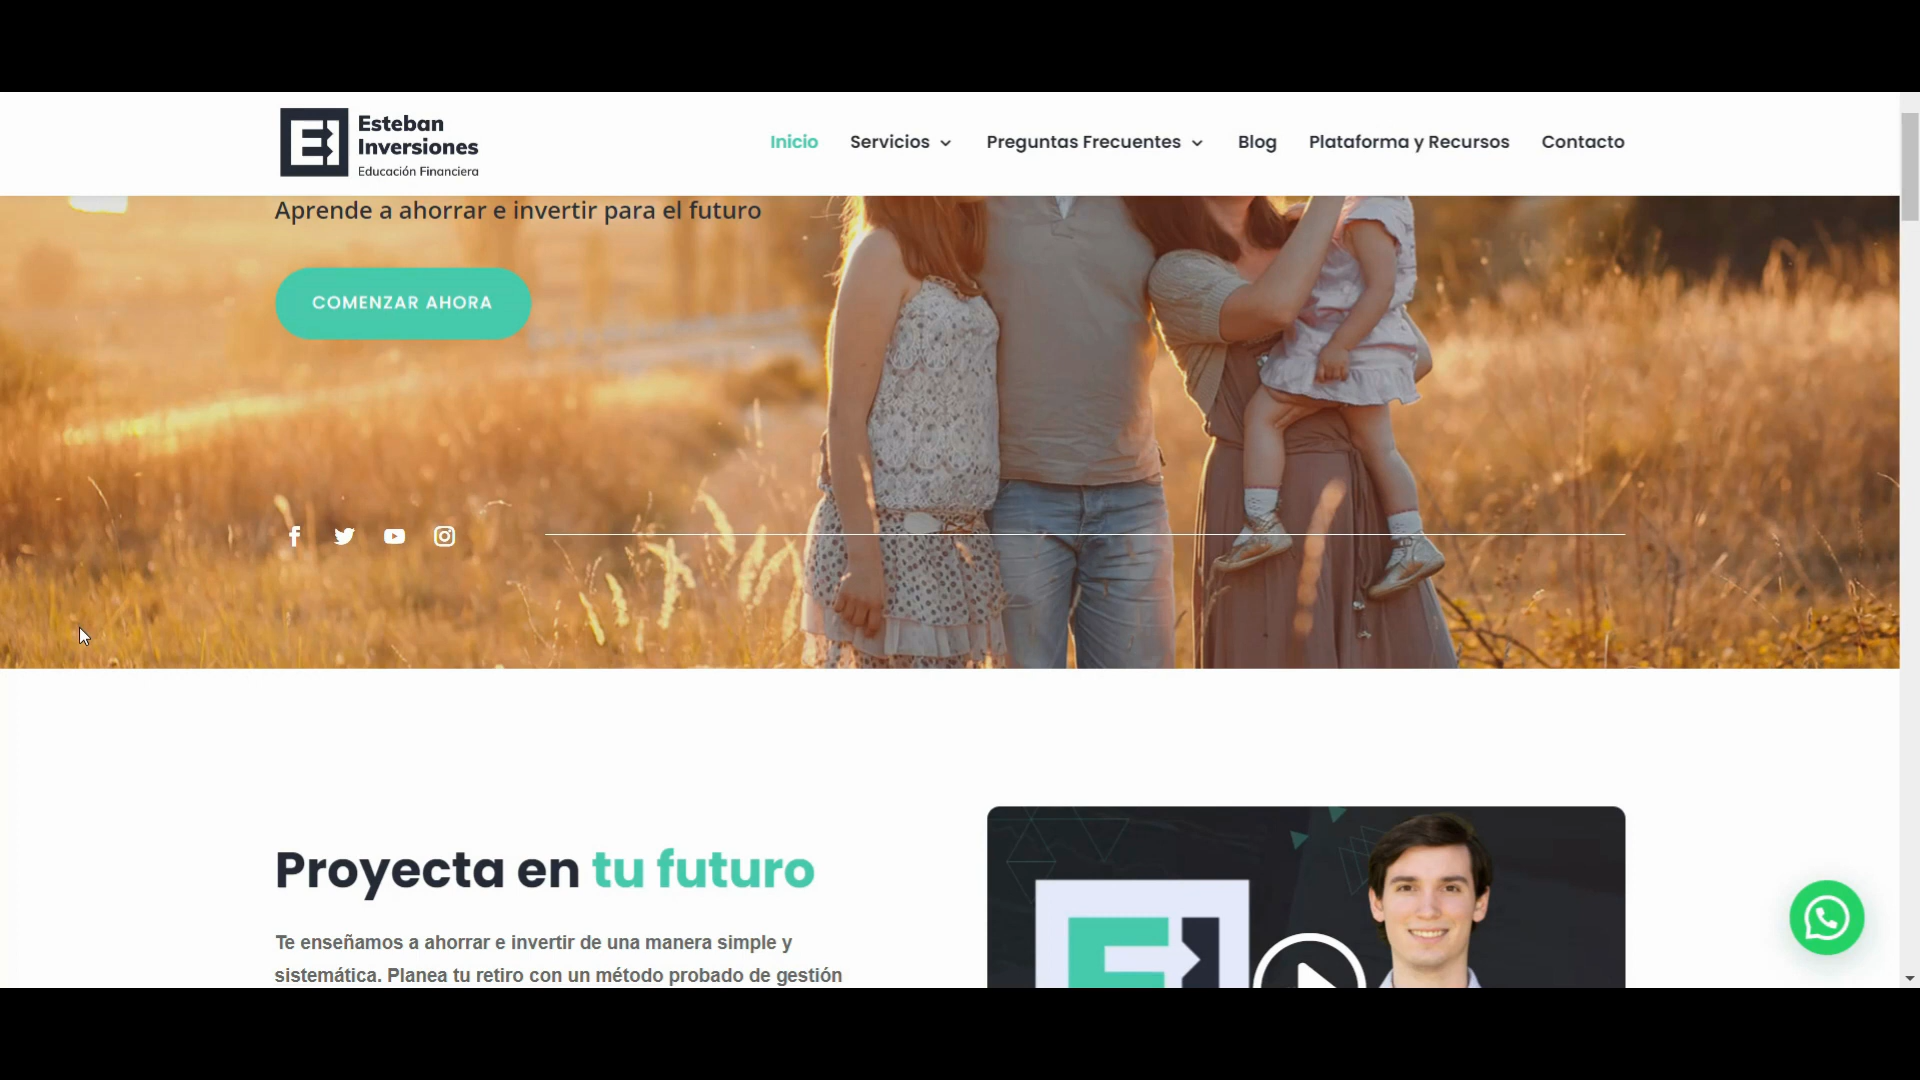 Esteban
Inversiones
Educación Financiera
Inicio
Servicios
Preguntas Frecuentes
Blog
Plataforma y Recursos
Contacto
Aprende a ahorrar e invertir para el futuro
COMENZAR AHORA
Proyecta en tu futuro
Te enseñamos a ahorrar e invertir de una manera simple y
sistemática. Planea tu retiro con un método probado de gestión